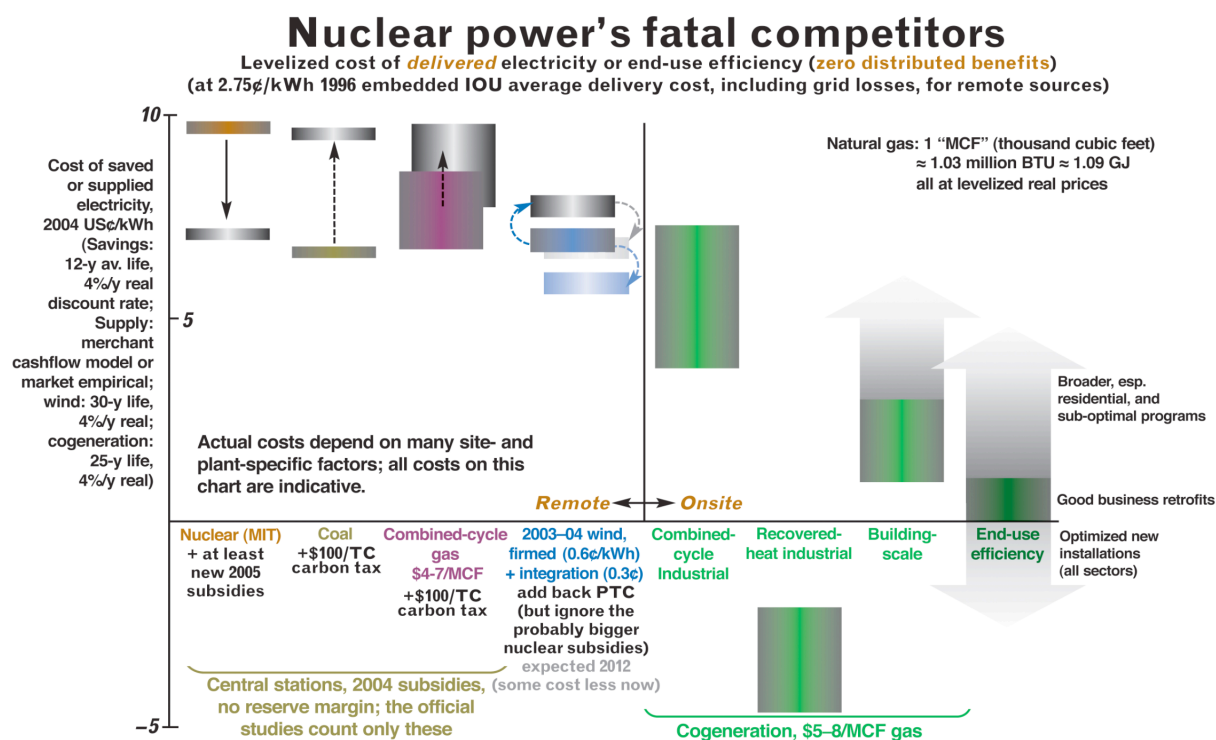 Nuclear power's fatal competitors
Levelized cost of delivered electricity or end-use efficiency (zero distributed benefits)
(at 2.75¢/kWh 1996 embedded IOU average delivery cost, including grid losses, for remote sources)
10
5
–5
Cost of saved
or supplied
electricity,
2004 US¢/kWh
(Savings:
12-y av. life,
4%/y real
discount rate;
Supply:
merchant
cashflow model or
market empirical;
wind: 30-y life,
4%/y real;
cogeneration:
25-y life,
4%/y real)
Natural gas: 1 “MCF” (thousand cubic feet)
≈ 1.03 million BTU ≈ 1.09 GJ
all at levelized real prices
Actual costs depend on many site- and
plant-specific factors; all costs on this
chart are indicative.
Remote
Onsite
Broader, esp.
residential, and
sub-optimal programs
Good business retrofits
Optimized new
installations
(all sectors)
Nuclear (MIT)
+ at least
new 2005
subsidies
Coal
+$100/TC
carbon tax
Combined-cycle
gas
$4-7/MCF
+$100/TC
carbon tax
2003–04 wind,
firmed (0.6¢/kWh)
+ integration (0.3¢)
add back PTC
(but ignore the
probably bigger
nuclear subsidies)
expected 2012
(some cost less now)
Combined-
cycle
Industrial
Recovered-
heat industrial
Building-
scale
End-use
efficiency
Central stations, 2004 subsidies,
no reserve margin; the official
studies count only these
Cogeneration, $5–8/MCF gas